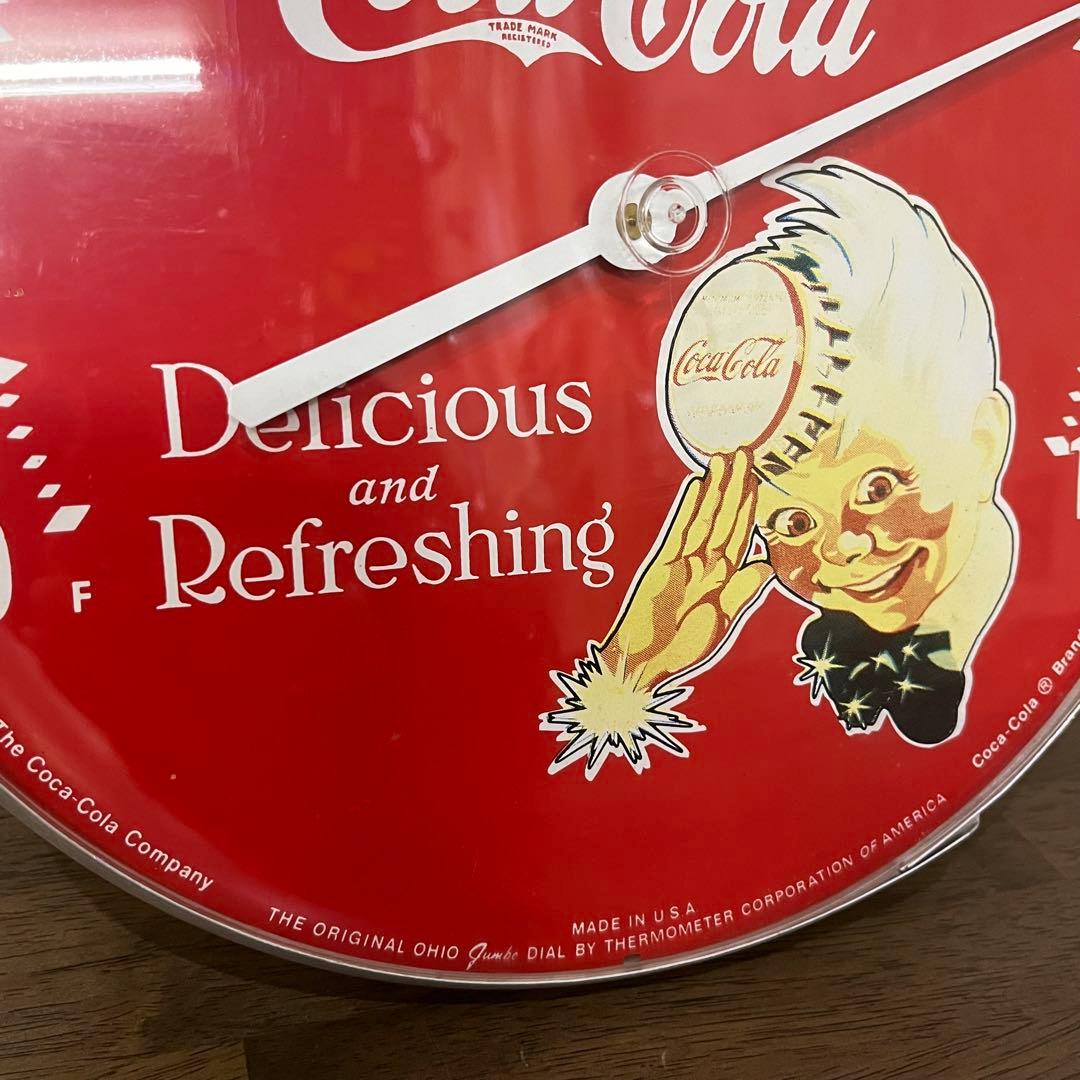 Coca-Cola
TRADE MARK
REGISTERED
Coca-Cola
Delicious
and
Refreshing
F
The Coca-Cola Company
Coca-Cola ® Bran
MADE IN U S A
THE ORIGINAL OHIO Jumbo DIAL BY THERMOMETER CORPORATION OF AMERICA